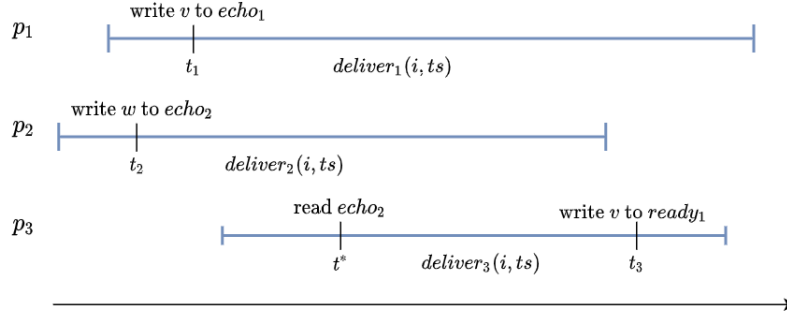 write v to echo₁
p₁
t₁ deliver₁(i, ts)
write w to echo₂
p₂
t₂ deliver₂(i, ts)
read echo₂ write v to ready₁
p₃
t* deliver₃(i, ts) t₃